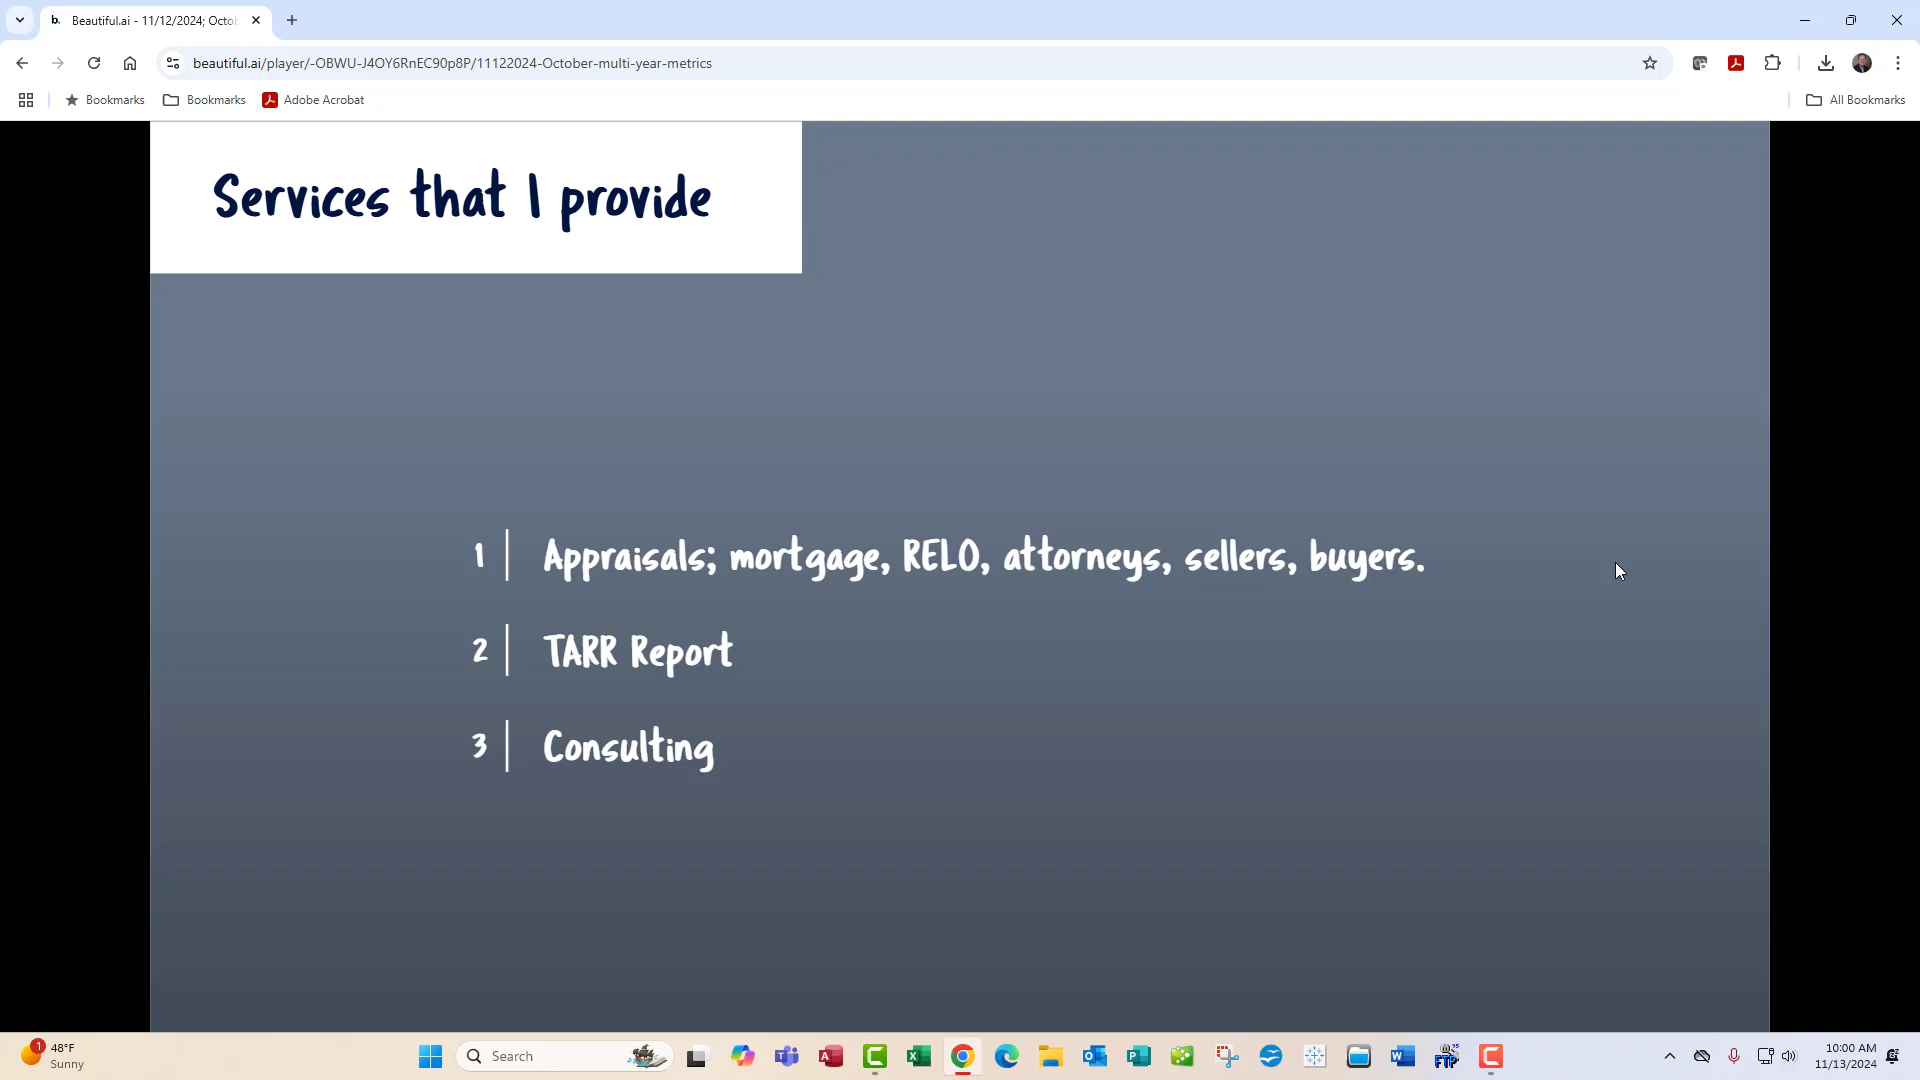 b. Beautiful.ai - 11/12/2024; Octo
beautiful.ai/player/-OBWU-J4OY6RnEC90p8P/11122024-October-multi-year-metrics
Bookmarks
Bookmarks
Adobe Acrobat
All Bookmarks
Services that I provide
1 Appraisals; mortgage, RELO, attorneys, sellers, buyers.
2 TARR Report
3 Consulting
1
48°F
Sunny
Search
FTP
10:00 AM
11/13/2024